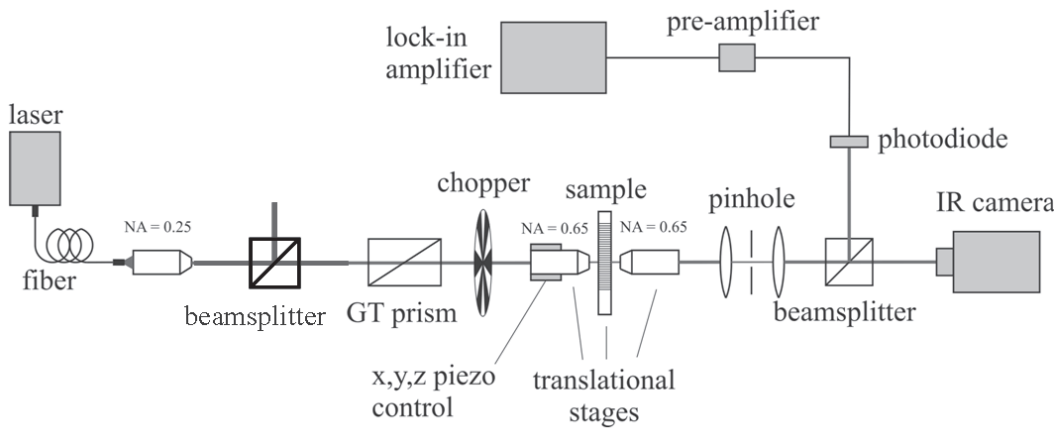 lock-in
amplifier
pre-amplifier
laser
photodiode
chopper
sample
pinhole
IR camera
NA = 0.25
NA = 0.65
NA = 0.65
fiber
beamsplitter
GT prism
beamsplitter
x,y,z piezo
control
translational
stages